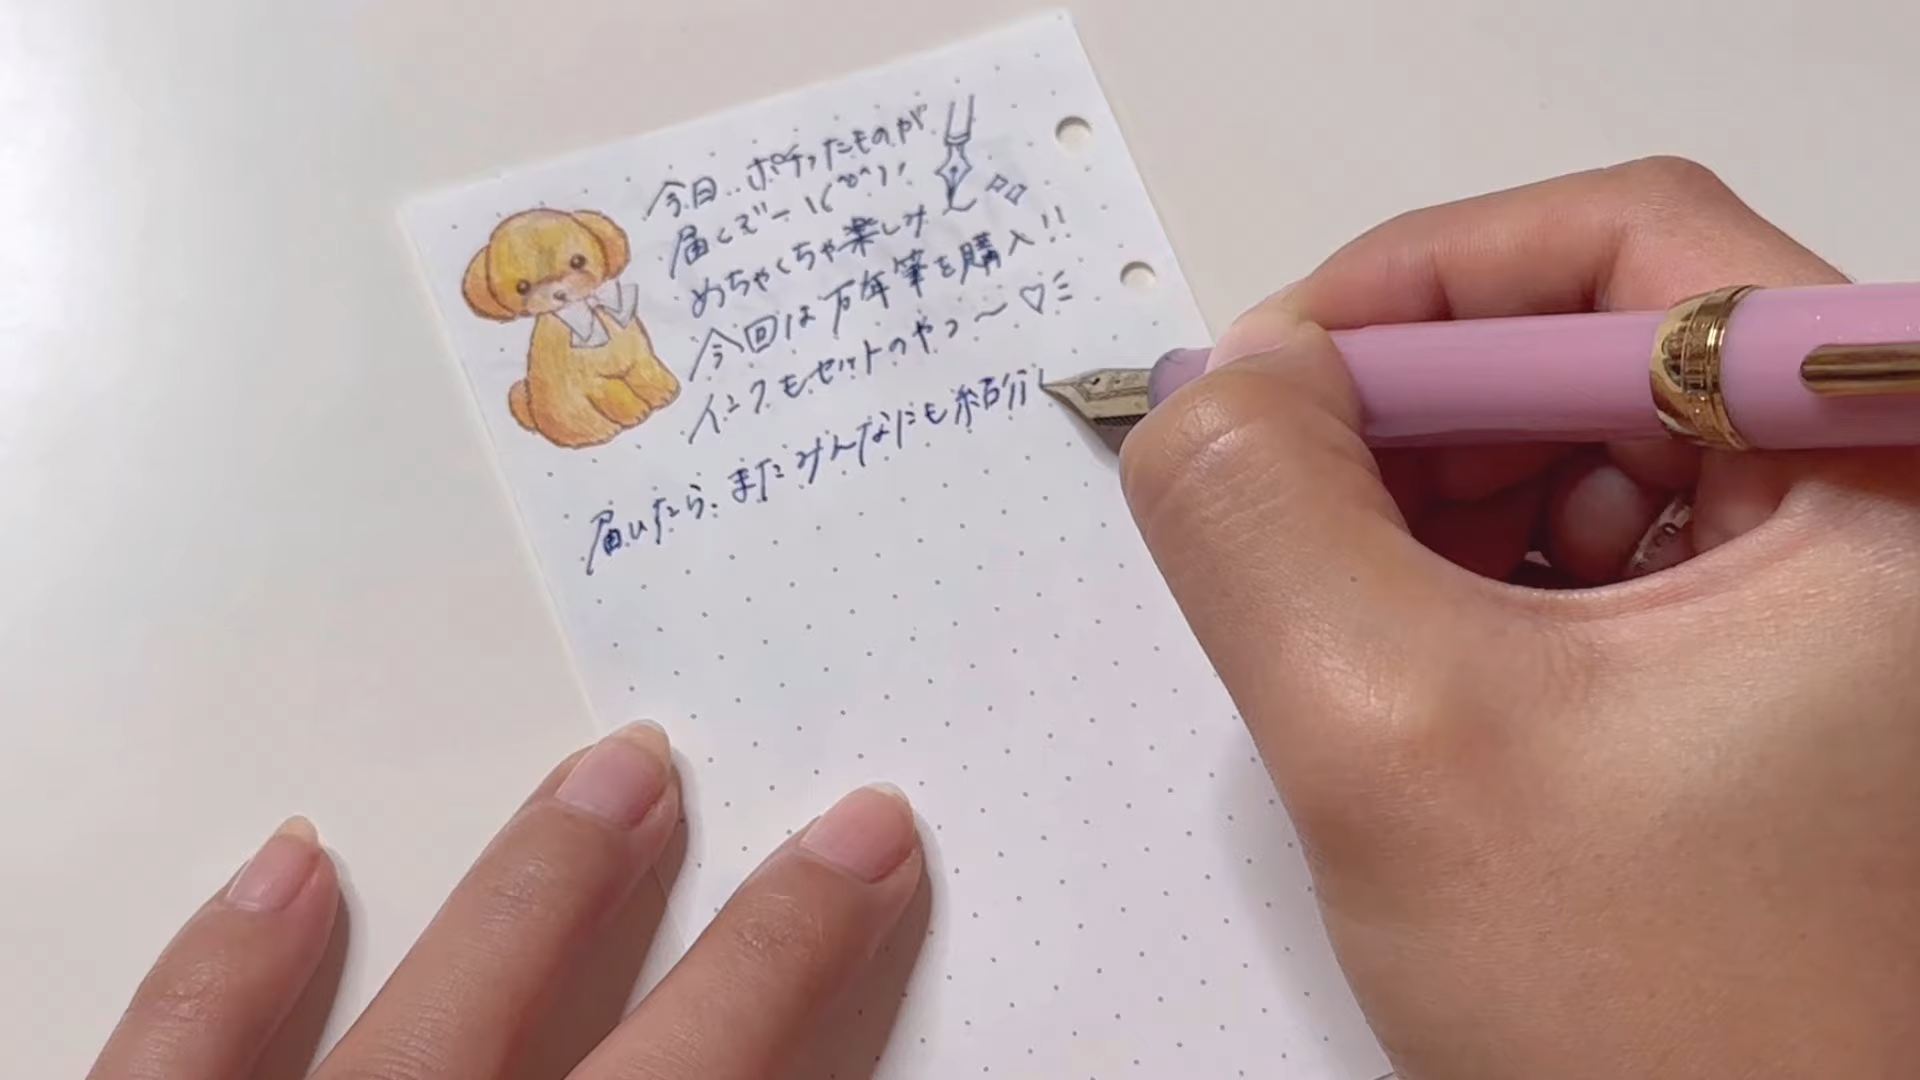 今日..ポチったものが
届くぞー\(^o^)/
めちゃくちゃ楽しみ
今回は万年筆を購入!!
インクもセットのやつ〜♡
届いたら、またみんなにも紹介し